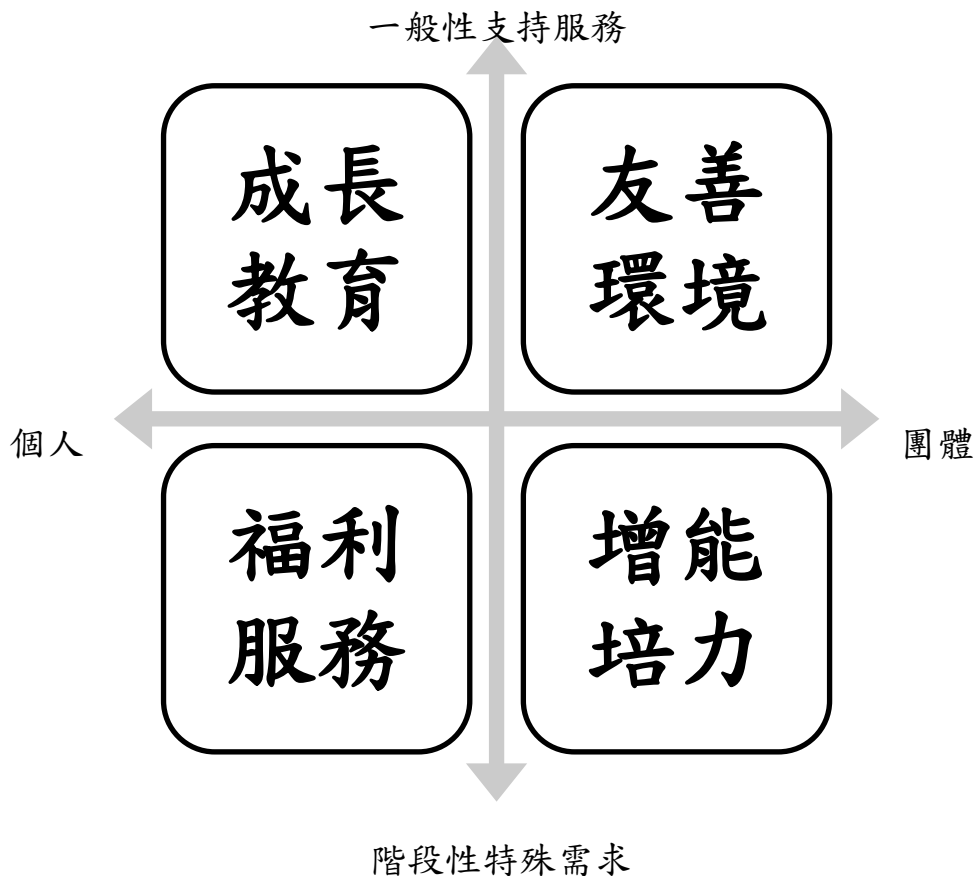 一般性支持服務
成長
教育
友善
環境
個人
團體
福利
服務
增能
培力
階段性特殊需求